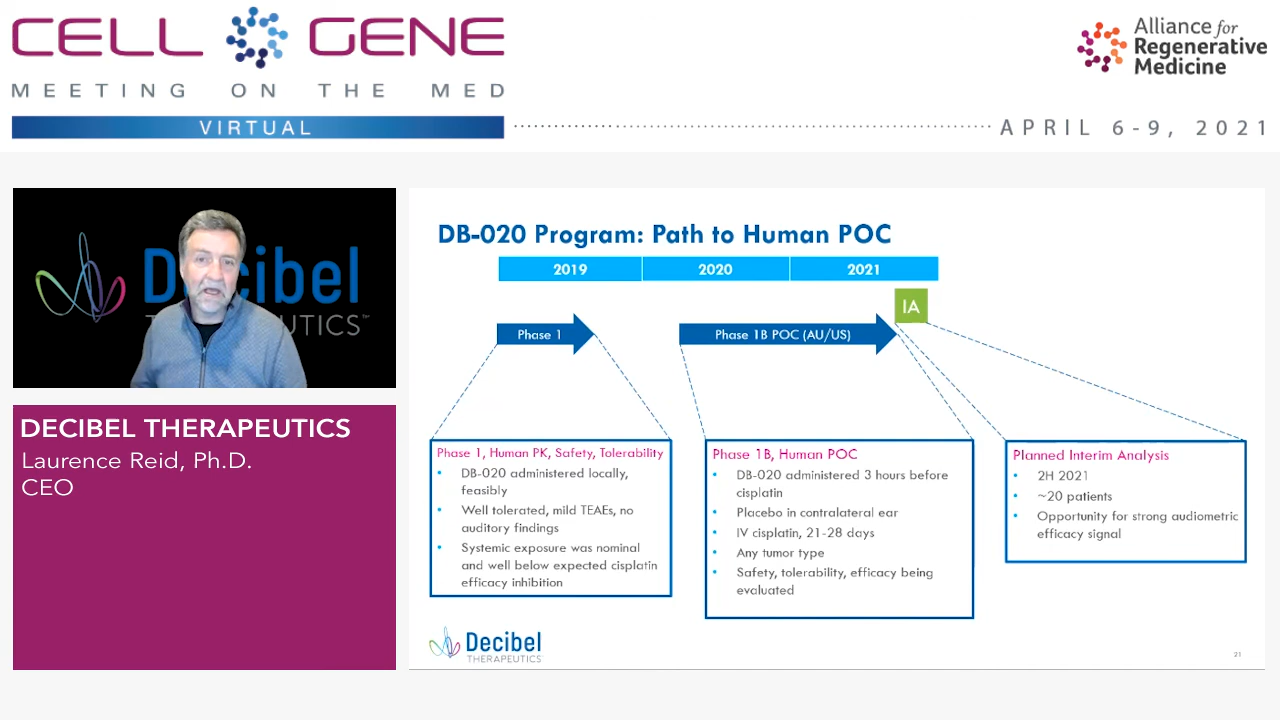 CELL GENE
MEETING ON THE MED
VIRTUAL
APRIL 6-9, 2021
Alliance for
Regenerative
Medicine
Decibel
THERAPEUTICS™
DECIBEL THERAPEUTICS
Laurence Reid, Ph.D.
CEO
DB-020 Program: Path to Human POC
2019
2020
2021
IA
Phase 1
Phase 1B POC (AU/US)
Phase 1, Human PK, Safety, Tolerability
• DB-020 administered locally,
feasibly
• Well tolerated, mild TEAEs, no
auditory findings
• Systemic exposure was nominal
and well below expected cisplatin
efficacy inhibition
Phase 1B, Human POC
• DB-020 administered 3 hours before
cisplatin
• Placebo in contralateral ear
• IV cisplatin, 21-28 days
• Any tumor type
• Safety, tolerability, efficacy being
evaluated
Planned Interim Analysis
• 2H 2021
• ~20 patients
• Opportunity for strong audiometric
efficacy signal
Decibel
THERAPEUTICS
21